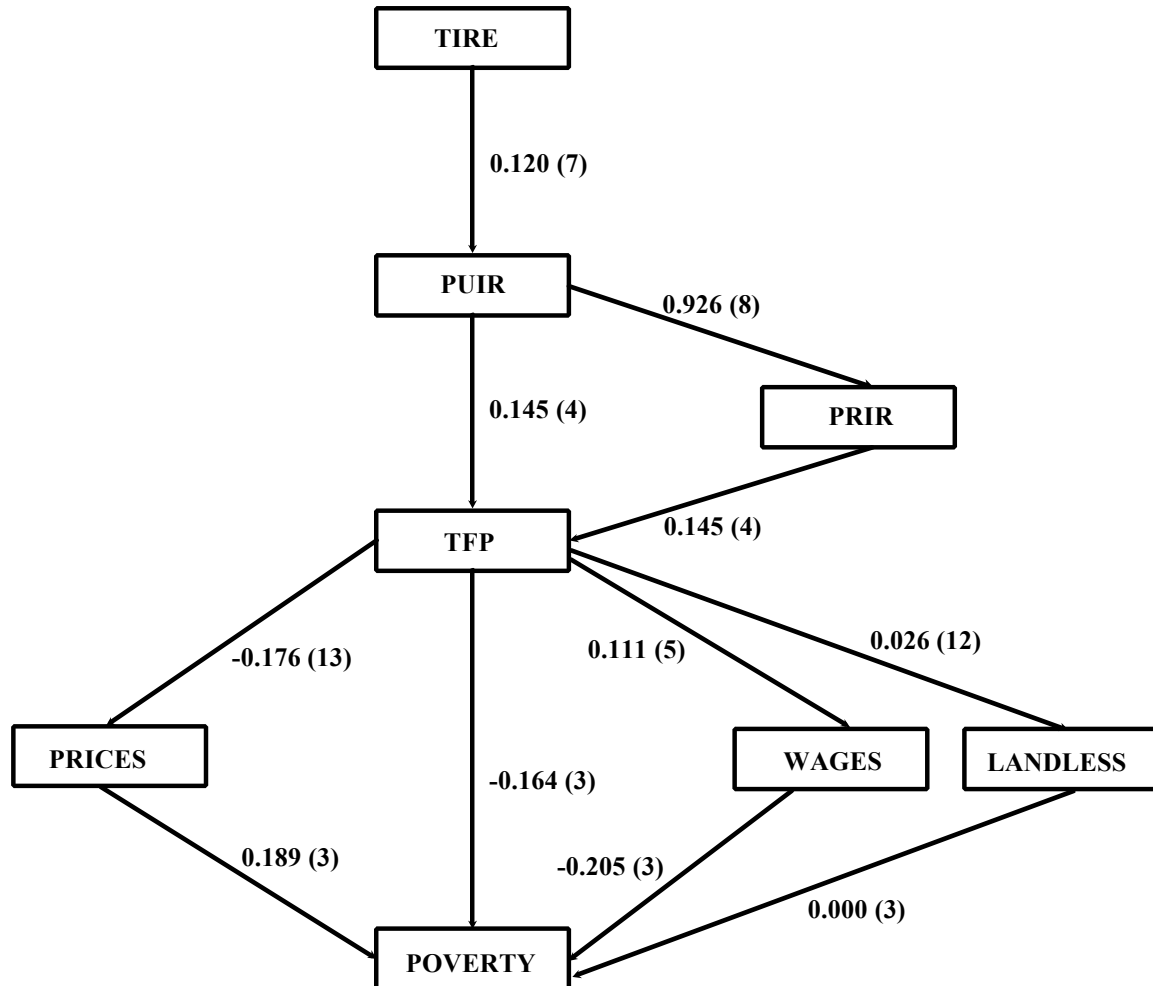 TIRE
0.120 (7)
PUIR
0.926 (8)
0.145 (4)
PRIR
TFP
0.145 (4)
-0.176 (13)
0.111 (5)
0.026 (12)
PRICES
-0.164 (3)
WAGES
LANDLESS
0.189 (3)
-0.205 (3)
0.000 (3)
POVERTY